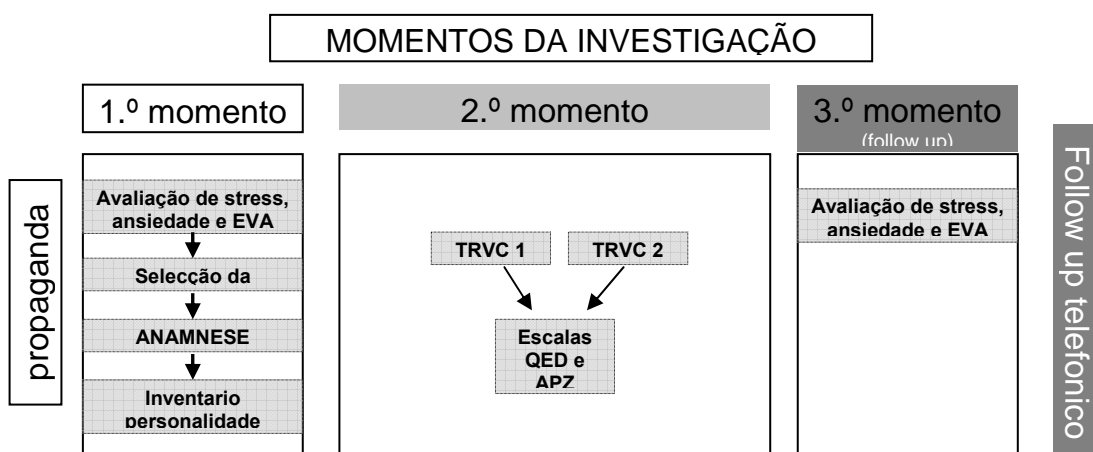 MOMENTOS DA INVESTIGAÇÃO
propaganda
1.º momento
Avaliação de stress,
ansiedade e EVA
Selecção da
ANAMNESE
Inventario
personalidade
2.º momento
TRVC 1
TRVC 2
Escalas
QED e
APZ
3.º momento
(follow up)
Avaliação de stress,
ansiedade e EVA
Follow up telefonico